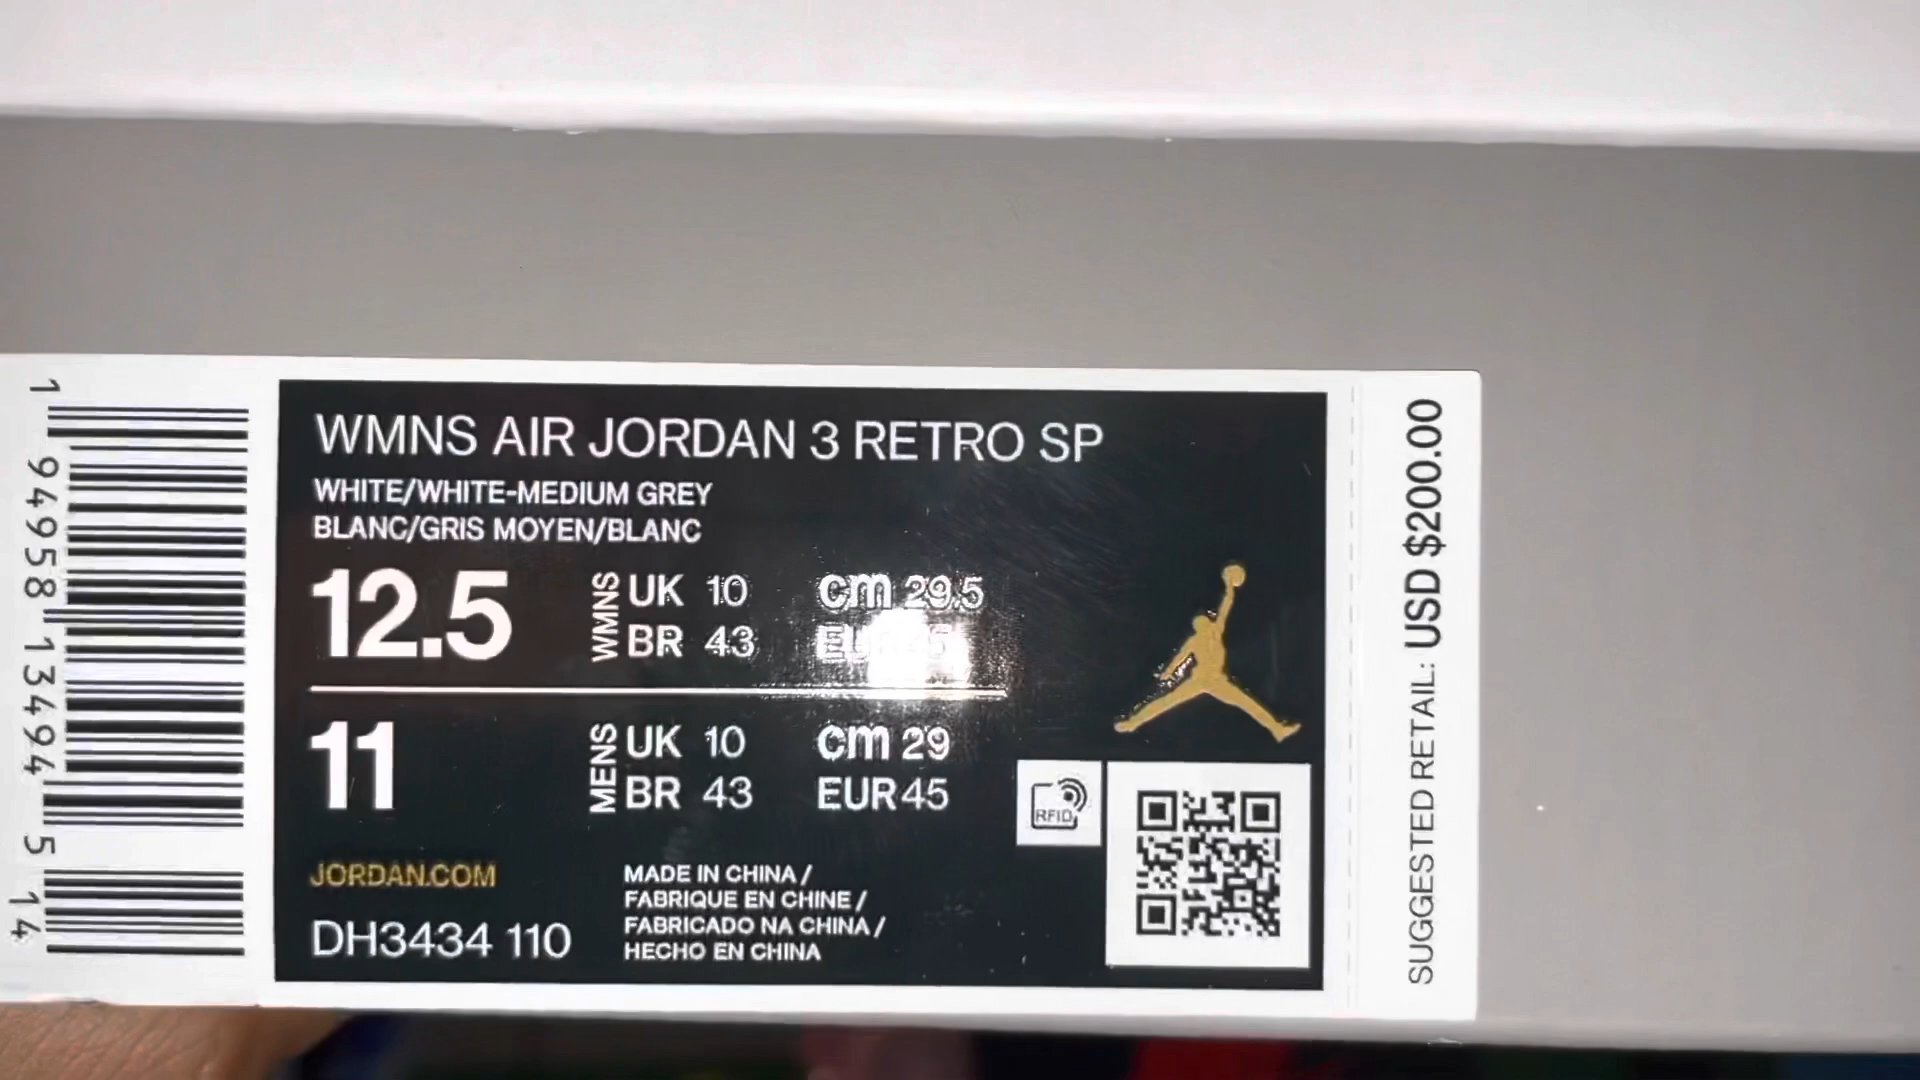 WMNS AIR JORDAN 3 RETRO SP
WHITE/WHITE-MEDIUM GREY
BLANC/GRIS MOYEN/BLANC
12.5 WMNS UK 10 cm 29.5
BR 43
11 MENS UK 10 cm 29
BR 43 EUR 45
RFID
JORDAN.COM
DH3434 110
MADE IN CHINA /
FABRIQUE EN CHINE /
FABRICADO NA CHINA /
HECHO EN CHINA
SUGGESTED RETAIL: USD $200.00
1 94958 13494 5 14